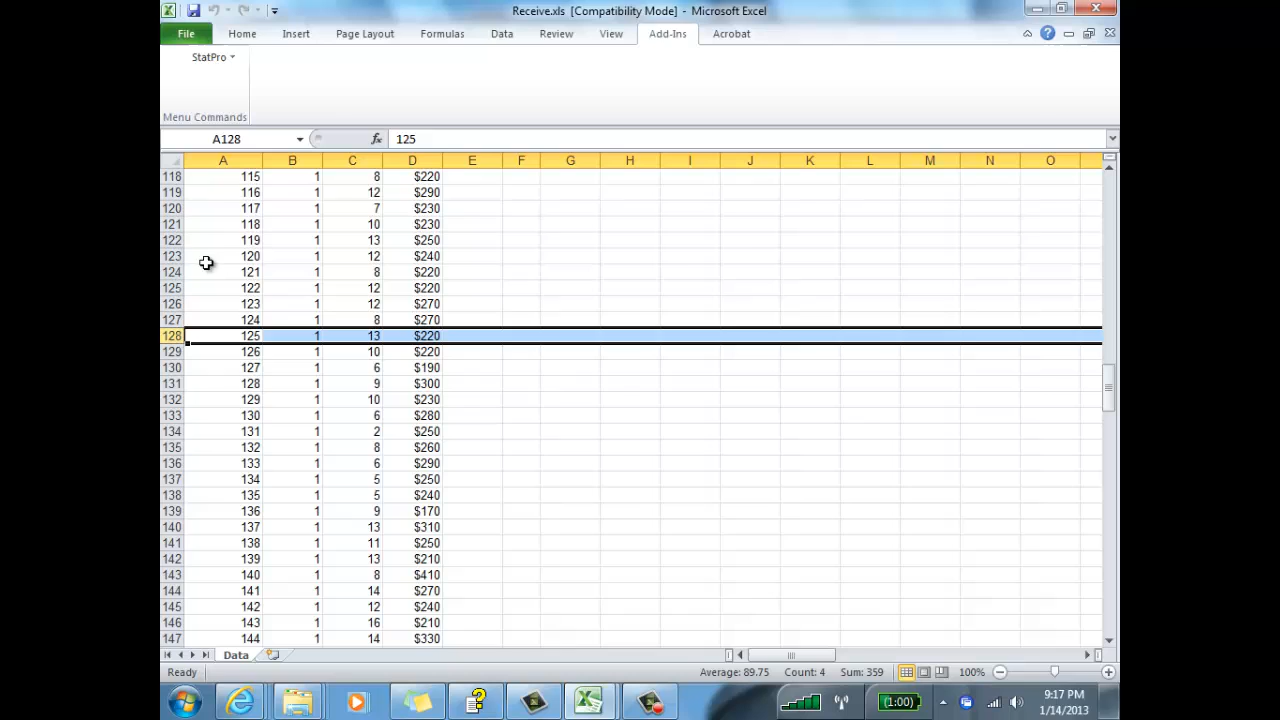 Receive.xls [Compatibility Mode] - Microsoft Excel
File Home Insert Page Layout Formulas Data Review View Add-Ins Acrobat
StatPro
Menu Commands
A128 fx 125
A B C D E F G H I J K L M N O
118 115 1 8 $220
119 116 1 12 $290
120 117 1 7 $230
121 118 1 10 $230
122 119 1 13 $250
123 120 1 12 $240
124 121 1 8 $220
125 122 1 12 $220
126 123 1 12 $270
127 124 1 8 $270
128 125 1 13 $220
129 126 1 10 $220
130 127 1 6 $190
131 128 1 9 $300
132 129 1 10 $230
133 130 1 6 $280
134 131 1 2 $250
135 132 1 8 $260
136 133 1 6 $290
137 134 1 5 $250
138 135 1 5 $240
139 136 1 9 $170
140 137 1 13 $310
141 138 1 11 $250
142 139 1 13 $210
143 140 1 8 $410
144 141 1 14 $270
145 142 1 12 $240
146 143 1 16 $210
147 144 1 14 $330
Data
Ready Average: 89.75 Count: 4 Sum: 359 100%
(1:00) 9:17 PM
1/14/2013